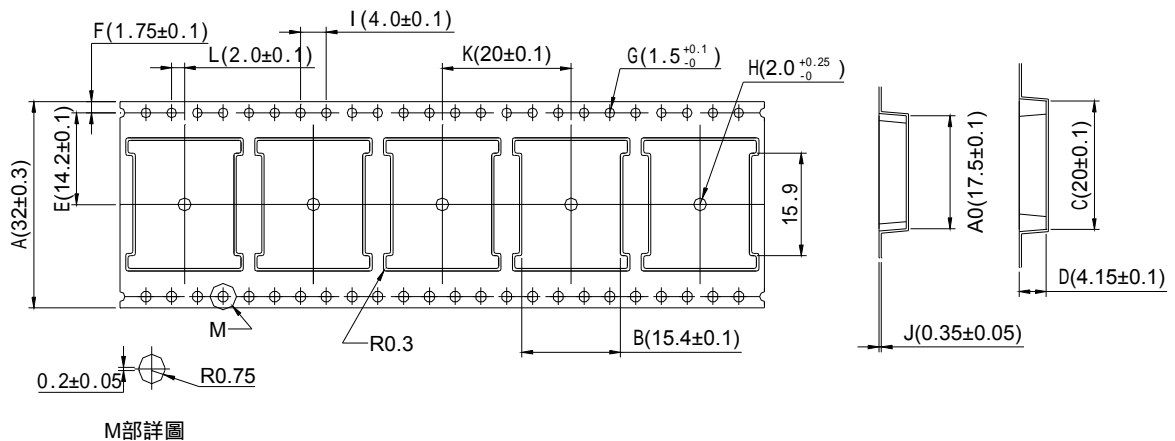 I(4.0±0.1)
F(1.75±0.1)
L(2.0±0.1)
K(20±0.1)
G(1.5 +0.1 -0)
H(2.0 +0.25 -0)
E(14.2±0.1)
A(32±0.3)
15.9
A0(17.5±0.1)
C(20±0.1)
D(4.15±0.1)
M
R0.3
B(15.4±0.1)
J(0.35±0.05)
0.2±0.05
R0.75
M部詳圖